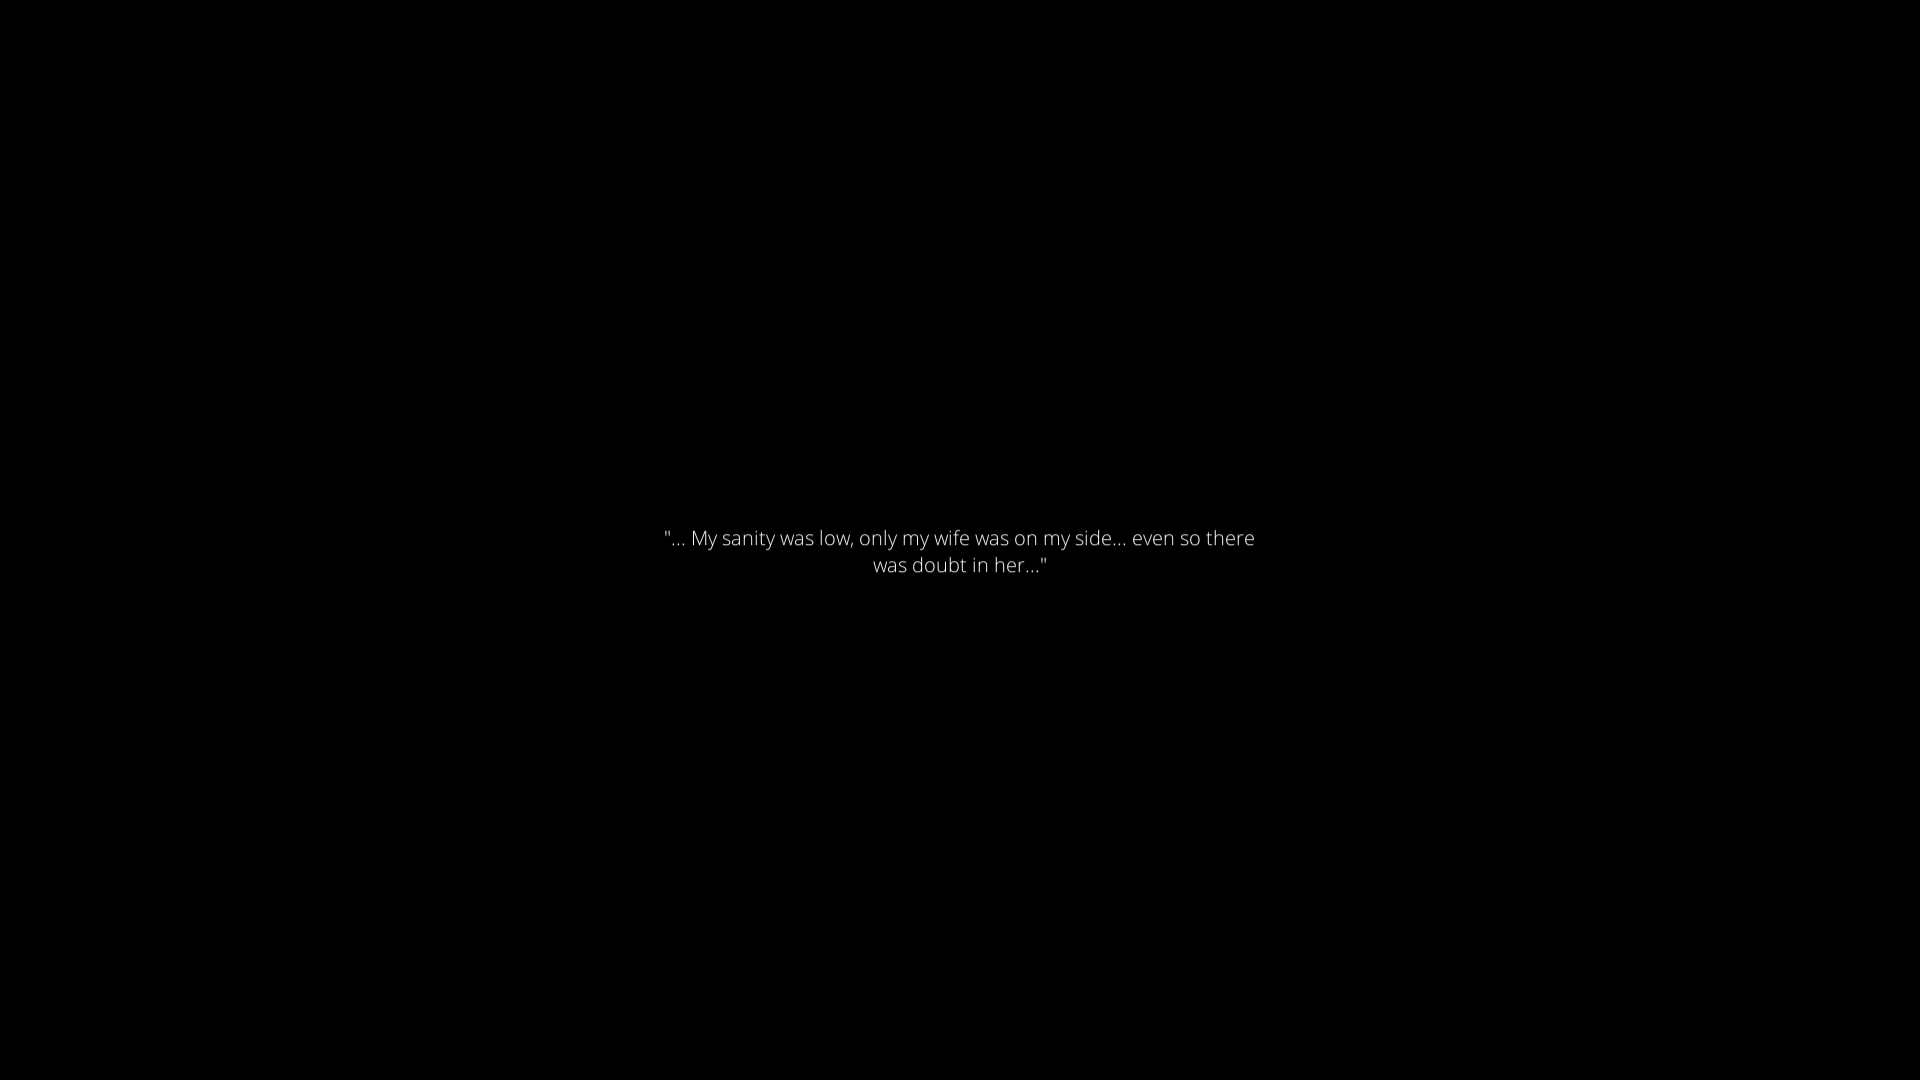 "... My sanity was low, only my wife was on my side... even so there
was doubt in her..."